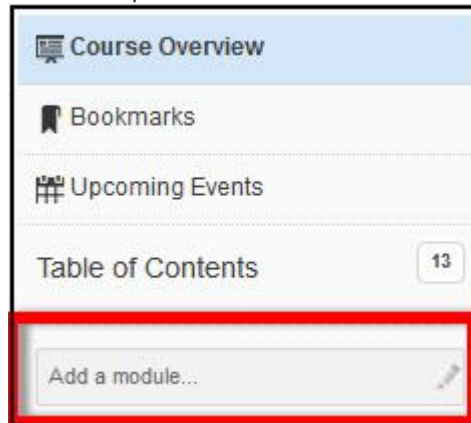 Course Overview
Bookmarks
Upcoming Events
Table of Contents 13
Add a module...